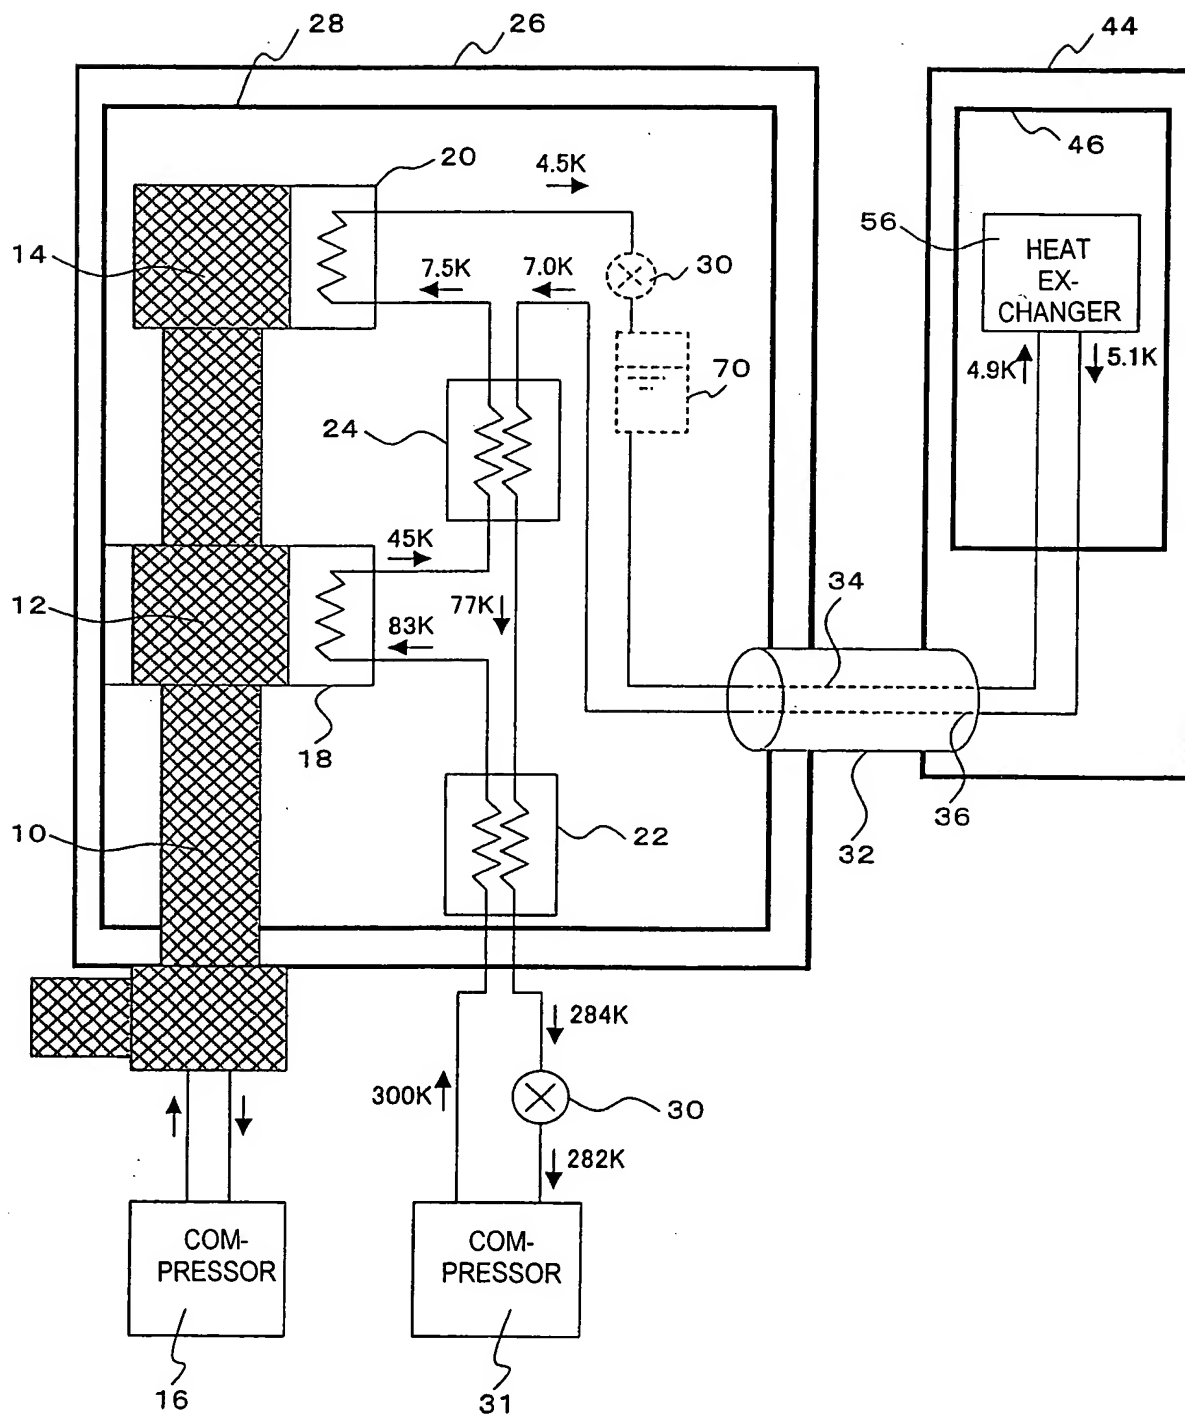 28
26
44
20
4.5K
46
14
7.5K
7.0K
30
56
HEAT
EX-
CHANGER
70
4.9K
5.1K
24
45K
34
12
83K
77K
18
36
10
22
32
284K
300K
30
282K
COM-
PRESSOR
COM-
PRESSOR
16
31